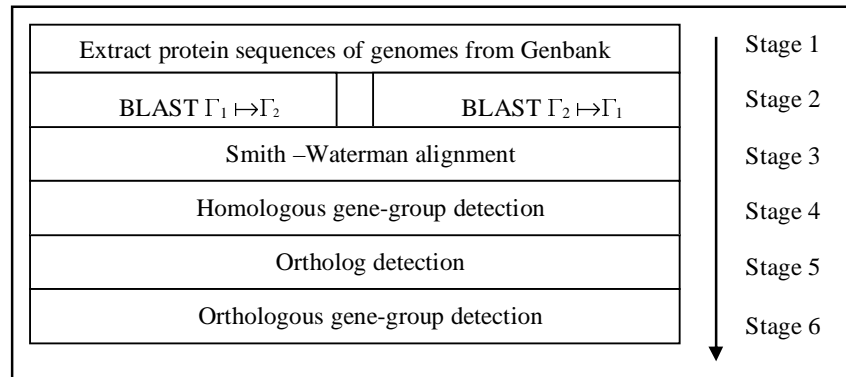 Extract protein sequences of genomes from Genbank
Stage 1
BLAST Γ1 ↦Γ2
BLAST Γ2 ↦Γ1
Stage 2
Smith –Waterman alignment
Stage 3
Homologous gene-group detection
Stage 4
Ortholog detection
Stage 5
Orthologous gene-group detection
Stage 6